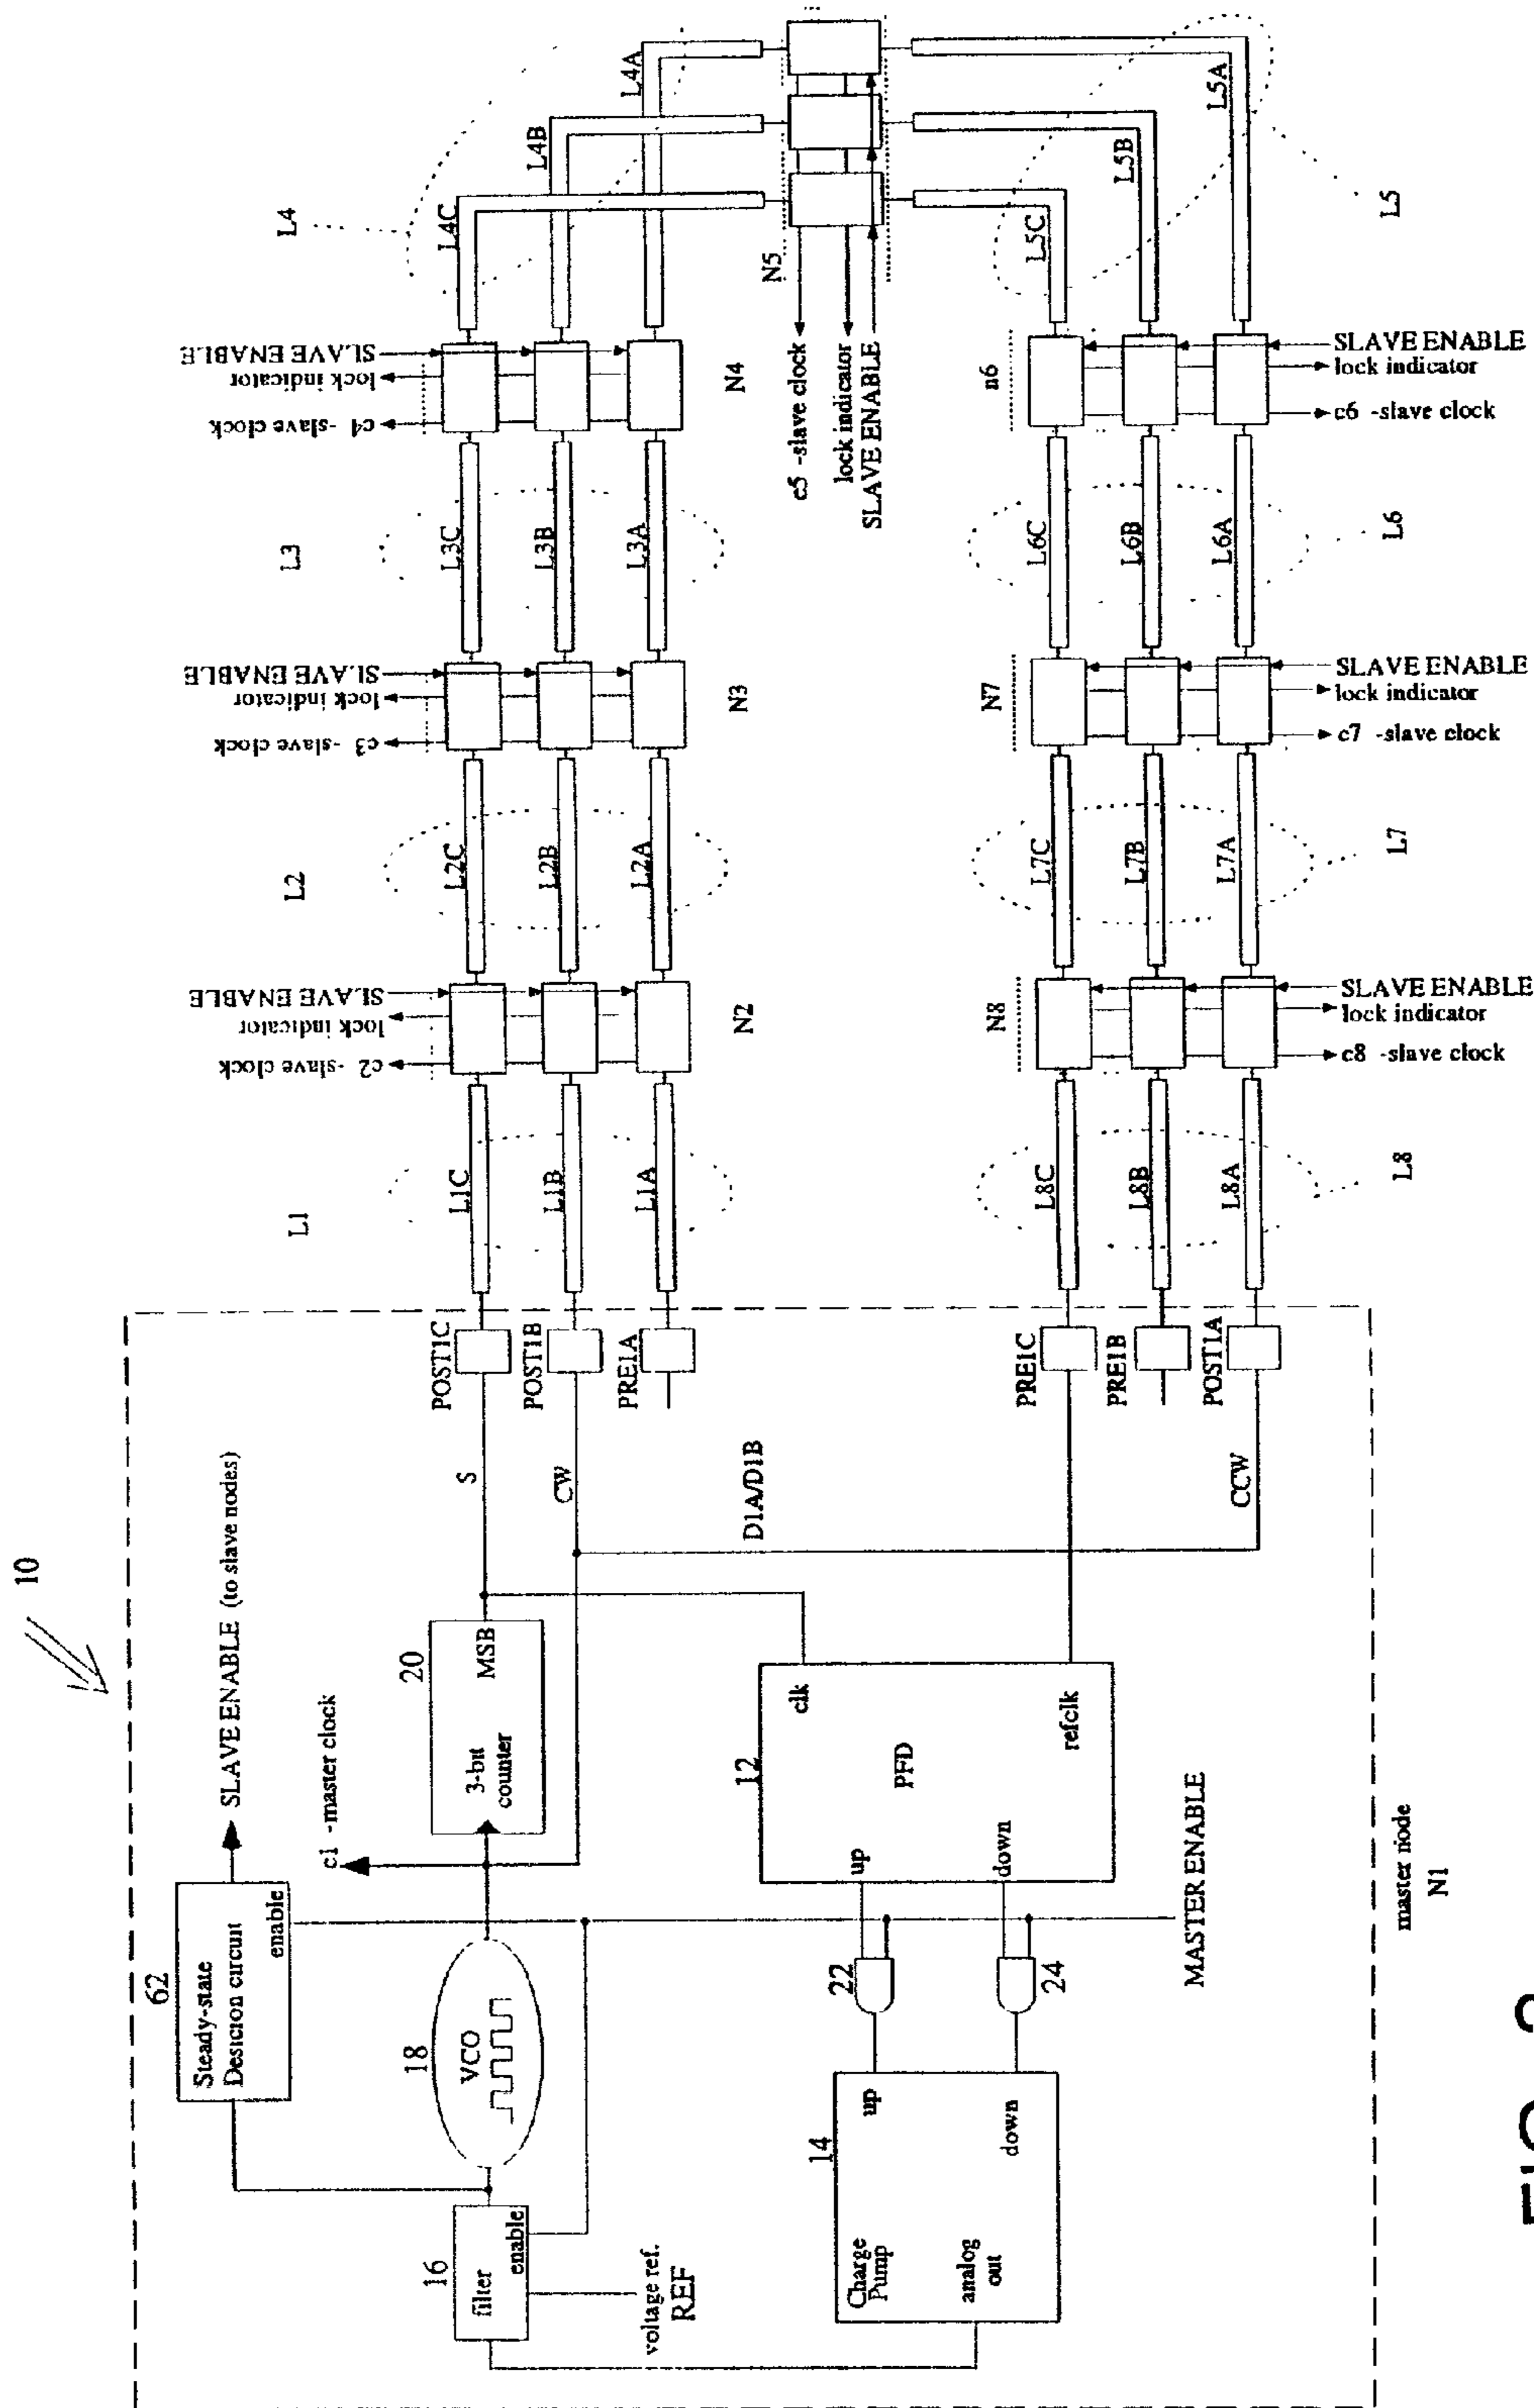 10
62
Steady-state
Desicion circuit
enable
SLAVE ENABLE (to slave nodes)
c1 -master clock
16
filter
enable
voltage ref.
REF
18
VCO
20
3-bit
counter
MSB
14
Charge
Pump
analog
out
up
down
22
24
12
PFD
up
down
clk
refclk
MASTER ENABLE
master node
N1
S
CW
D1A/D1B
CCW
POST1C
POST1B
PRE1A
PRE1C
PRE1B
POST1A
L1
L1C
L1B
L1A
c2 -slave clock
lock indicator
SLAVE ENABLE
N2
L2
L2C
L2B
L2A
c3 -slave clock
lock indicator
SLAVE ENABLE
N3
L3
L3C
L3B
L3A
c4 -slave clock
lock indicator
SLAVE ENABLE
N4
L4
L4C
L4B
L4A
N5
c5 -slave clock
lock indicator
SLAVE ENABLE
L5C
L5B
L5A
L5
n6
SLAVE ENABLE
lock indicator
c6 -slave clock
L6C
L6B
L6A
L6
N7
SLAVE ENABLE
lock indicator
c7 -slave clock
L7C
L7B
L7A
L7
N8
SLAVE ENABLE
lock indicator
c8 -slave clock
L8C
L8B
L8A
L8